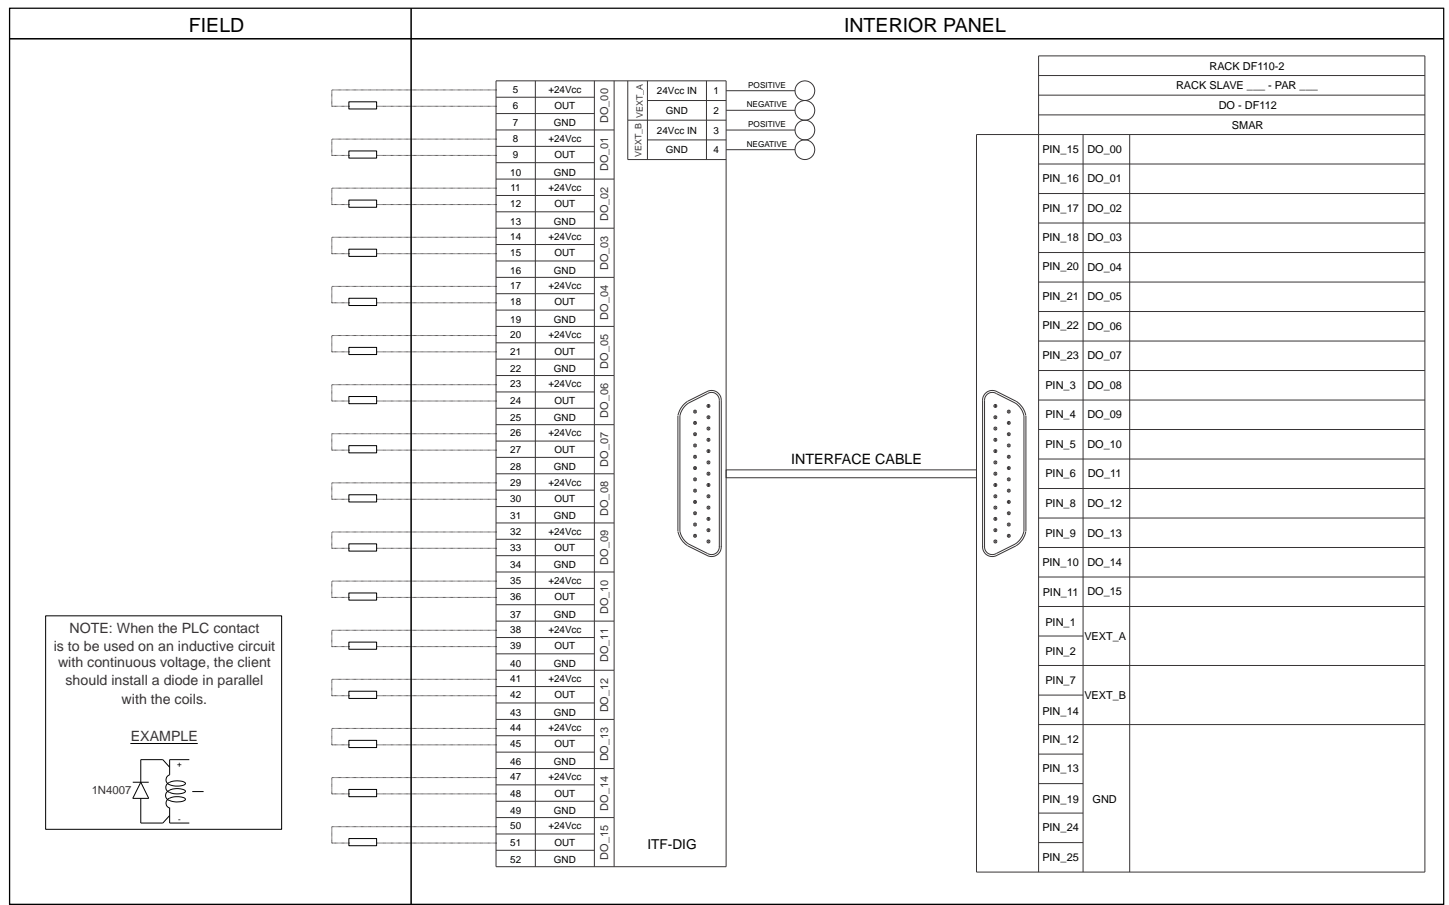 FIELD
INTERIOR PANEL
NOTE: When the PLC contact
is to be used on an inductive circuit
with continuous voltage, the client
should install a diode in parallel
with the coils.
EXAMPLE
+
1N4007
-
5 +24Vcc
6 OUT
7 GND
DO_00
8 +24Vcc
9 OUT
10 GND
DO_01
11 +24Vcc
12 OUT
13 GND
DO_02
14 +24Vcc
15 OUT
16 GND
DO_03
17 +24Vcc
18 OUT
19 GND
DO_04
20 +24Vcc
21 OUT
22 GND
DO_05
23 +24Vcc
24 OUT
25 GND
DO_06
26 +24Vcc
27 OUT
28 GND
DO_07
29 +24Vcc
30 OUT
31 GND
DO_08
32 +24Vcc
33 OUT
34 GND
DO_09
35 +24Vcc
36 OUT
37 GND
DO_10
38 +24Vcc
39 OUT
40 GND
DO_11
41 +24Vcc
42 OUT
43 GND
DO_12
44 +24Vcc
45 OUT
46 GND
DO_13
47 +24Vcc
48 OUT
49 GND
DO_14
50 +24Vcc
51 OUT
52 GND
DO_15
VEXT_A
24Vcc IN 1 POSITIVE
GND 2 NEGATIVE
VEXT_B
24Vcc IN 3 POSITIVE
GND 4 NEGATIVE
ITF-DIG
INTERFACE CABLE
RACK DF110-2
RACK SLAVE ___ - PAR ___
DO - DF112
SMAR
PIN_15 DO_00
PIN_16 DO_01
PIN_17 DO_02
PIN_18 DO_03
PIN_20 DO_04
PIN_21 DO_05
PIN_22 DO_06
PIN_23 DO_07
PIN_3 DO_08
PIN_4 DO_09
PIN_5 DO_10
PIN_6 DO_11
PIN_8 DO_12
PIN_9 DO_13
PIN_10 DO_14
PIN_11 DO_15
PIN_1
VEXT_A
PIN_2
PIN_7
VEXT_B
PIN_14
PIN_12
PIN_13
PIN_19 GND
PIN_24
PIN_25